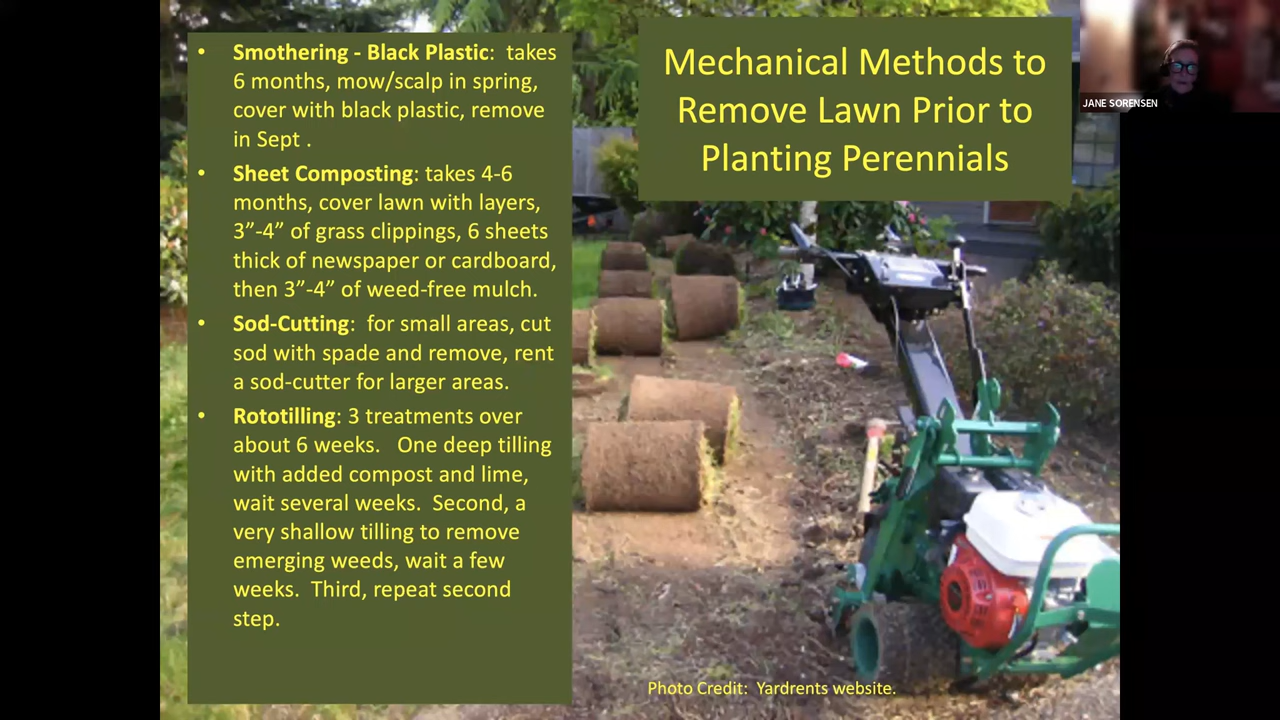 • Smothering - Black Plastic: takes
6 months, mow/scalp in spring,
cover with black plastic, remove
in Sept .
• Sheet Composting: takes 4-6
months, cover lawn with layers,
3”-4” of grass clippings, 6 sheets
thick of newspaper or cardboard,
then 3”-4” of weed-free mulch.
• Sod-Cutting: for small areas, cut
sod with spade and remove, rent
a sod-cutter for larger areas.
• Rototilling: 3 treatments over
about 6 weeks. One deep tilling
with added compost and lime,
wait several weeks. Second, a
very shallow tilling to remove
emerging weeds, wait a few
weeks. Third, repeat second
step.
Mechanical Methods to
Remove Lawn Prior to
Planting Perennials
JANE SORENSEN
Photo Credit: Yardrents website.